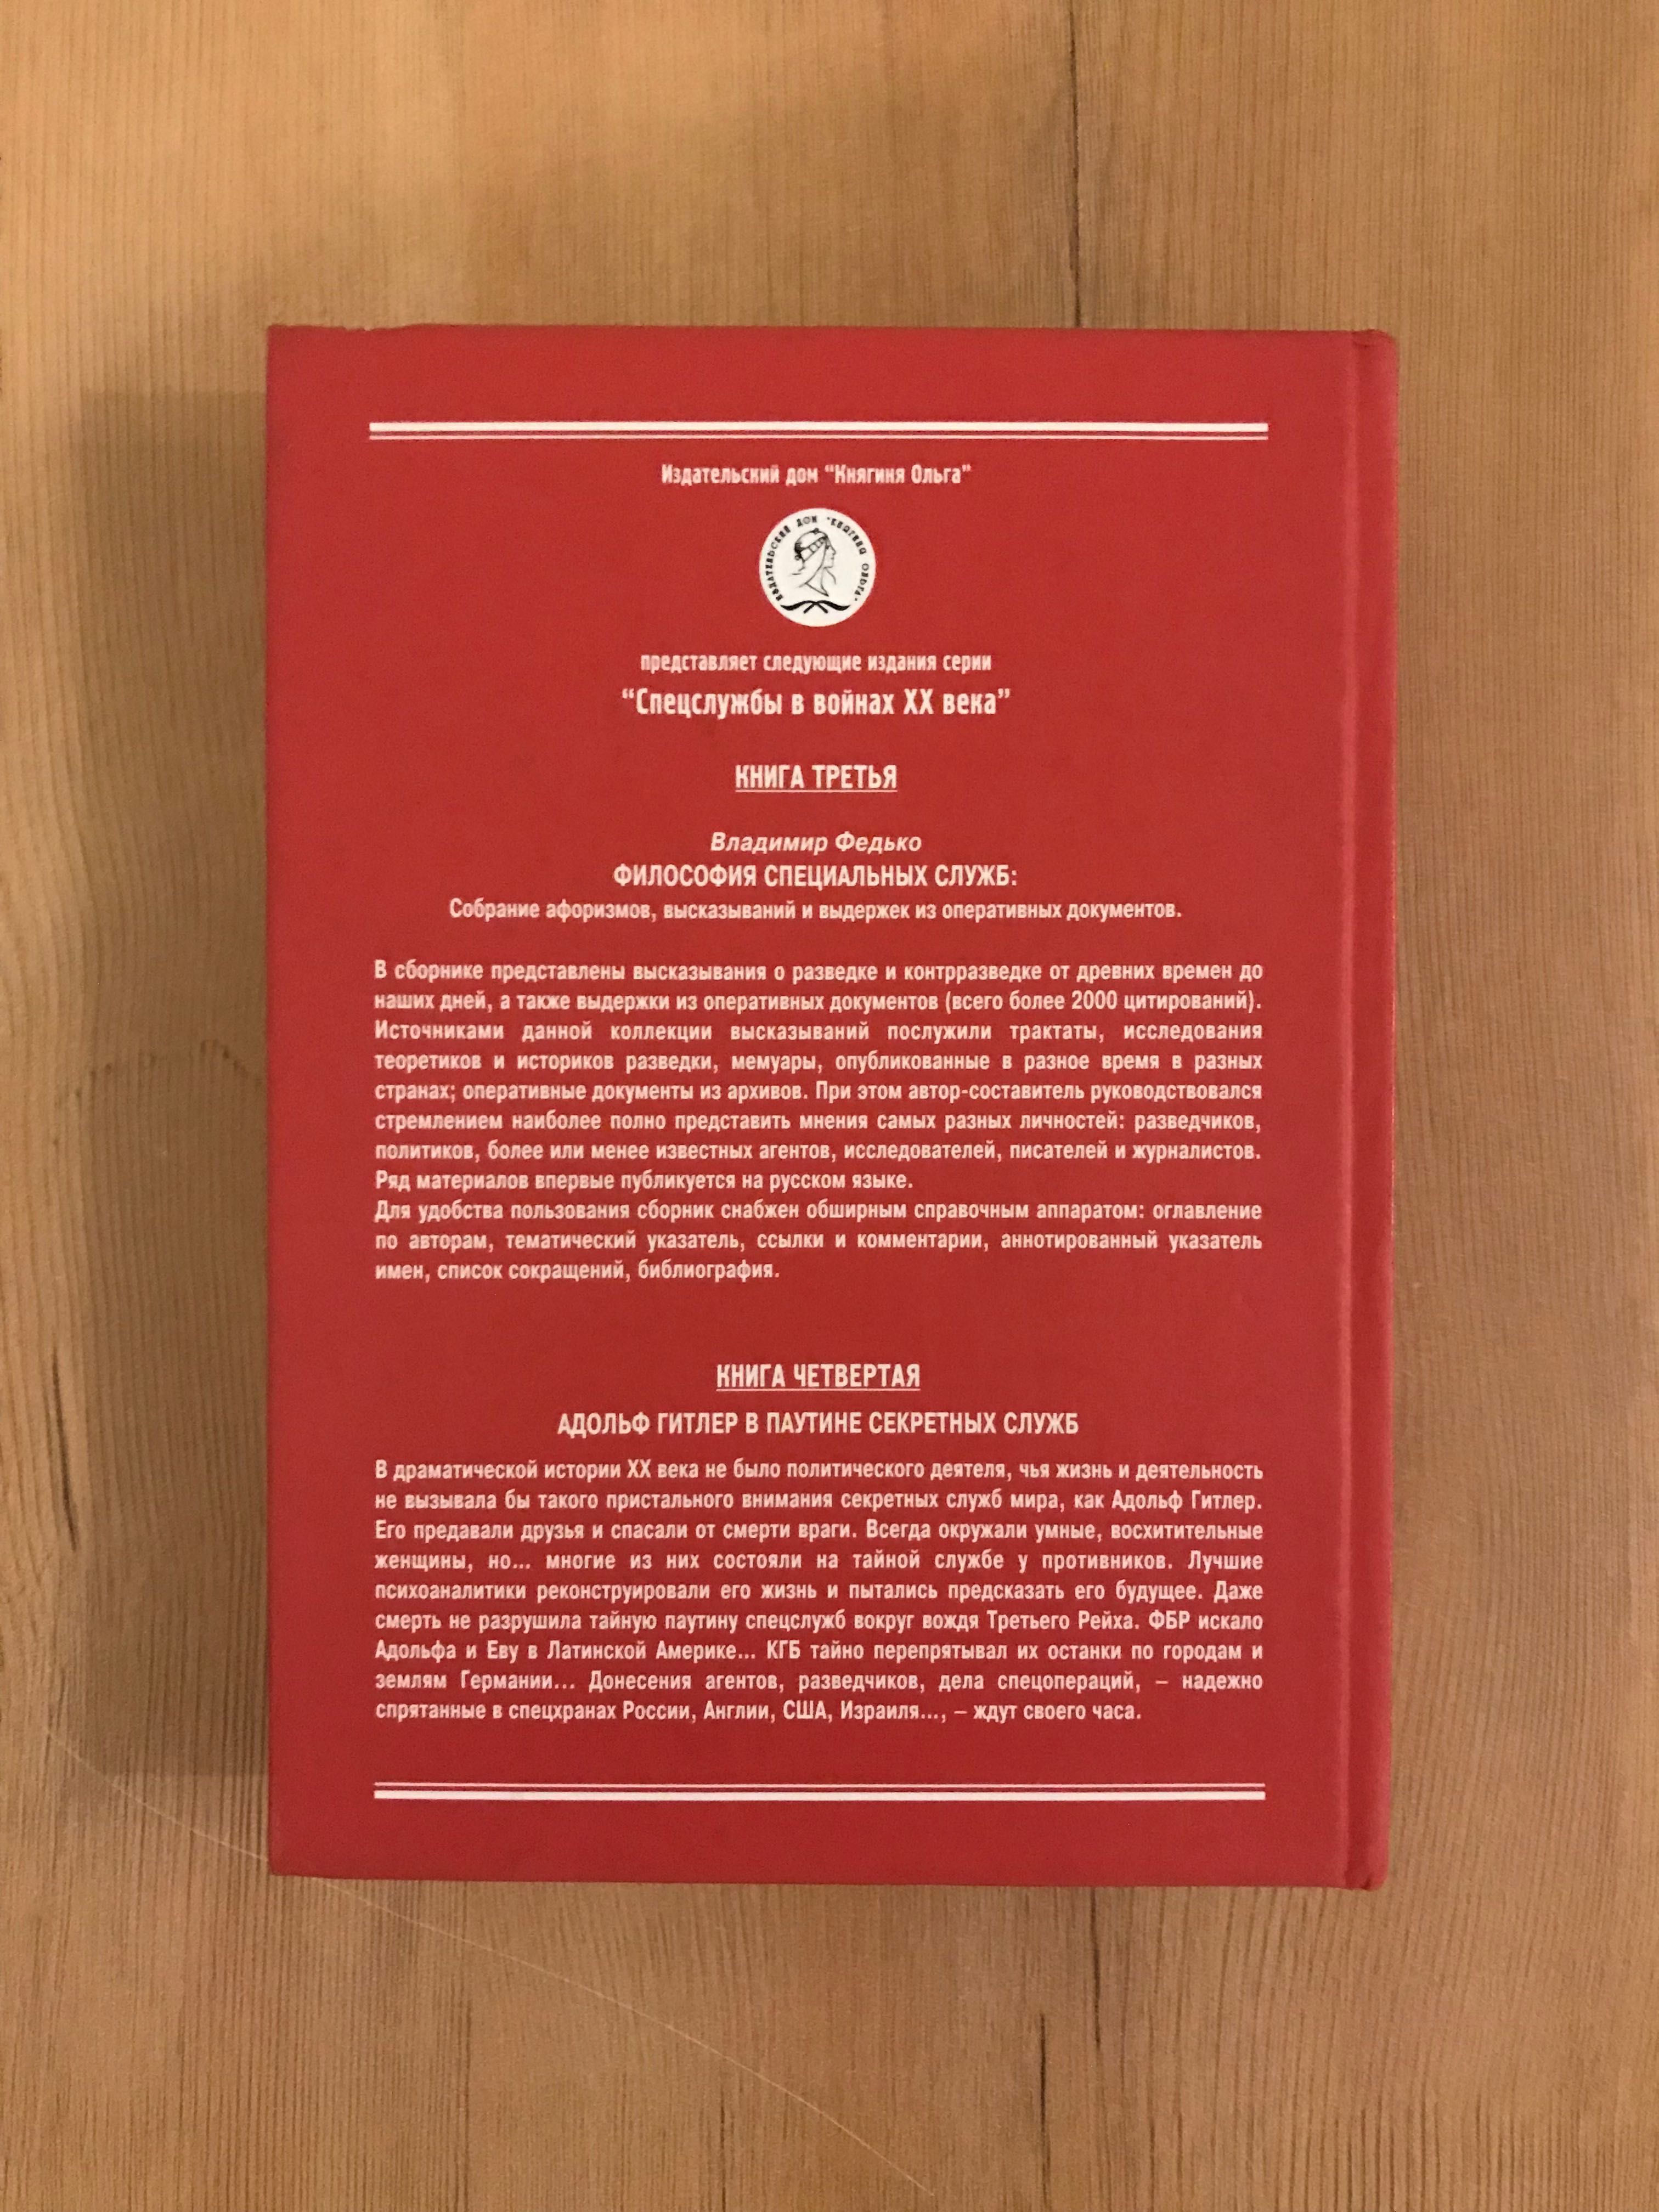 Издательский дом “Княгиня Ольга”
ИЗДАТЕЛЬСКИЙ ДОМ "КНЯГИНЯ ОЛЬГА"
представляет следующие издания серии
“Спецслужбы в войнах XX века”
КНИГА ТРЕТЬЯ
Владимир Федько
ФИЛОСОФИЯ СПЕЦИАЛЬНЫХ СЛУЖБ:
Собрание афоризмов, высказываний и выдержек из оперативных документов.
В сборнике представлены высказывания о разведке и контрразведке от древних времен до
наших дней, а также выдержки из оперативных документов (всего более 2000 цитирований).
Источниками данной коллекции высказываний послужили трактаты, исследования
теоретиков и историков разведки, мемуары, опубликованные в разное время в разных
странах; оперативные документы из архивов. При этом автор-составитель руководствовался
стремлением наиболее полно представить мнения самых разных личностей: разведчиков,
политиков, более или менее известных агентов, исследователей, писателей и журналистов.
Ряд материалов впервые публикуется на русском языке.
Для удобства пользования сборник снабжен обширным справочным аппаратом: оглавление
по авторам, тематический указатель, ссылки и комментарии, аннотированный указатель
имен, список сокращений, библиография.
КНИГА ЧЕТВЕРТАЯ
АДОЛЬФ ГИТЛЕР В ПАУТИНЕ СЕКРЕТНЫХ СЛУЖБ
В драматической истории XX века не было политического деятеля, чья жизнь и деятельность
не вызывала бы такого пристального внимания секретных служб мира, как Адольф Гитлер.
Его предавали друзья и спасали от смерти враги. Всегда окружали умные, восхитительные
женщины, но... многие из них состояли на тайной службе у противников. Лучшие
психоаналитики реконструировали его жизнь и пытались предсказать его будущее. Даже
смерть не разрушила тайную паутину спецслужб вокруг вождя Третьего Рейха. ФБР искало
Адольфа и Еву в Латинской Америке... КГБ тайно перепрятывал их останки по городам и
землям Германии... Донесения агентов, разведчиков, дела спецопераций, – надежно
спрятанные в спецхранах России, Англии, США, Израиля..., – ждут своего часа.